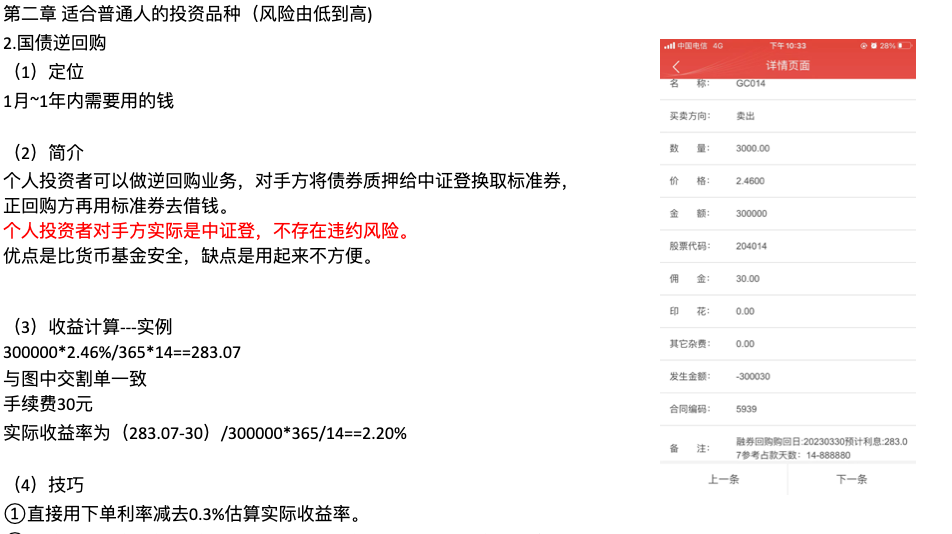 第二章 适合普通人的投资品种（风险由低到高)
2.国债逆回购
（1）定位
1月~1年内需要用的钱
（2）简介
个人投资者可以做逆回购业务，对手方将债券质押给中证登换取标准券，
正回购方再用标准券去借钱。
个人投资者对手方实际是中证登，不存在违约风险。
优点是比货币基金安全，缺点是用起来不方便。
（3）收益计算---实例
300000*2.46%/365*14==283.07
与图中交割单一致
手续费30元
实际收益率为（283.07-30）/300000*365/14==2.20%
（4）技巧
①直接用下单利率减去0.3%估算实际收益率。
中国电信 4G 下午10:33 28%
详情页面
名 称: GC014
买卖方向: 卖出
数 量: 3000.00
价 格: 2.4600
金 额: 300000
股票代码: 204014
佣 金: 30.00
印 花: 0.00
其它杂费: 0.00
发生金额: -300030
合同编码: 5939
备 注: 融券回购购回日:20230330预计利息:283.0
7参考占款天数: 14-888880
上一条 下一条